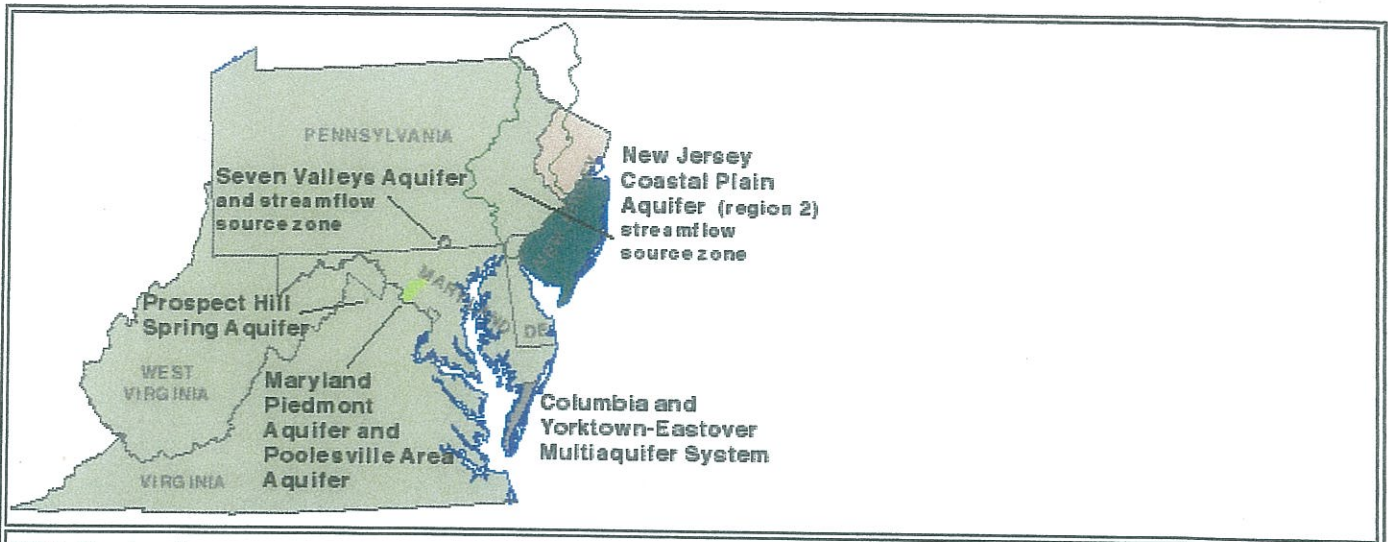 PENNSYLVANIA
Seven Valleys Aquifer
and streamflow
source zone
New Jersey
Coastal Plain
Aquifer (region 2)
streamflow
source zone
MARYLAND
DE
Prospect Hill
Spring Aquifer
WEST
VIRGINIA
Maryland
Piedmont
Aquifer and
Poolesville Area
Aquifer
Columbia and
Yorktown-Eastover
Multiaquifer System
VIRGINIA